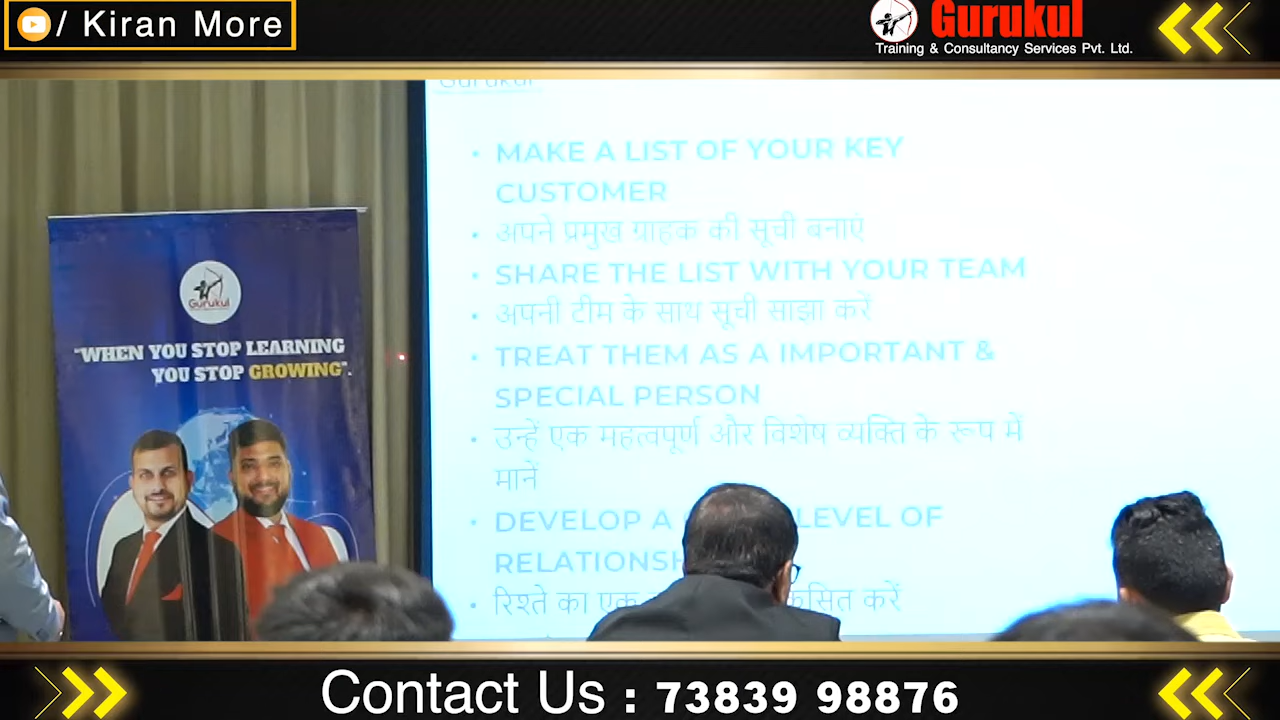 / Kiran More
Gurukul
Training & Consultancy Services Pvt. Ltd.
Gurukul
• MAKE A LIST OF YOUR KEY
CUSTOMER
• अपने प्रमुख ग्राहक की सूची बनाएं
• SHARE THE LIST WITH YOUR TEAM
• अपनी टीम के साथ सूची साझा करें
• TREAT THEM AS A IMPORTANT &
SPECIAL PERSON
• उन्हें एक महत्वपूर्ण और विशेष व्यक्ति के रूप में
मानें
• DEVELOP A LEVEL OF
• रिश्ते का एक करें
Gurukul
"WHEN YOU STOP LEARNING
YOU STOP GROWING".
Contact Us : 73839 98876